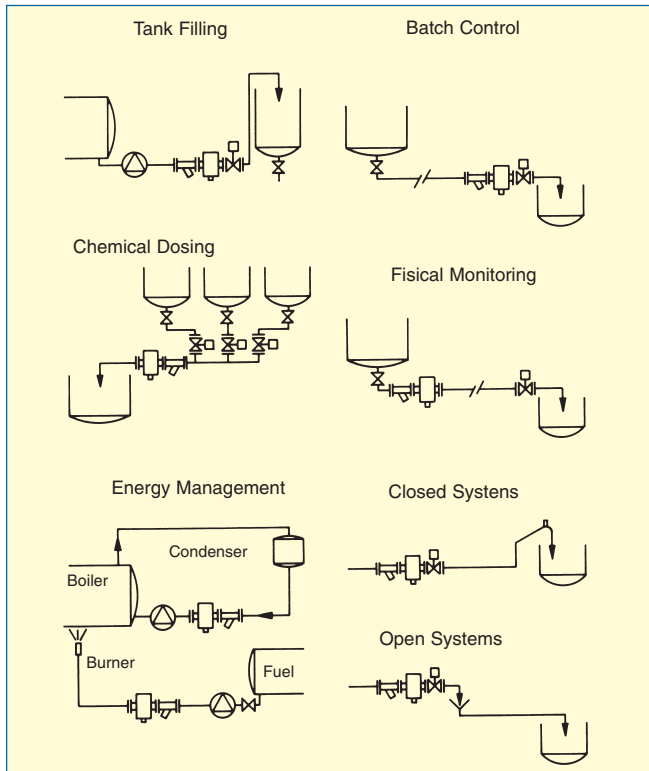 Tank Filling
Batch Control
Chemical Dosing
Fisical Monitoring
Energy Management
Condenser
Boiler
Burner
Fuel
Closed Systens
Open Systems